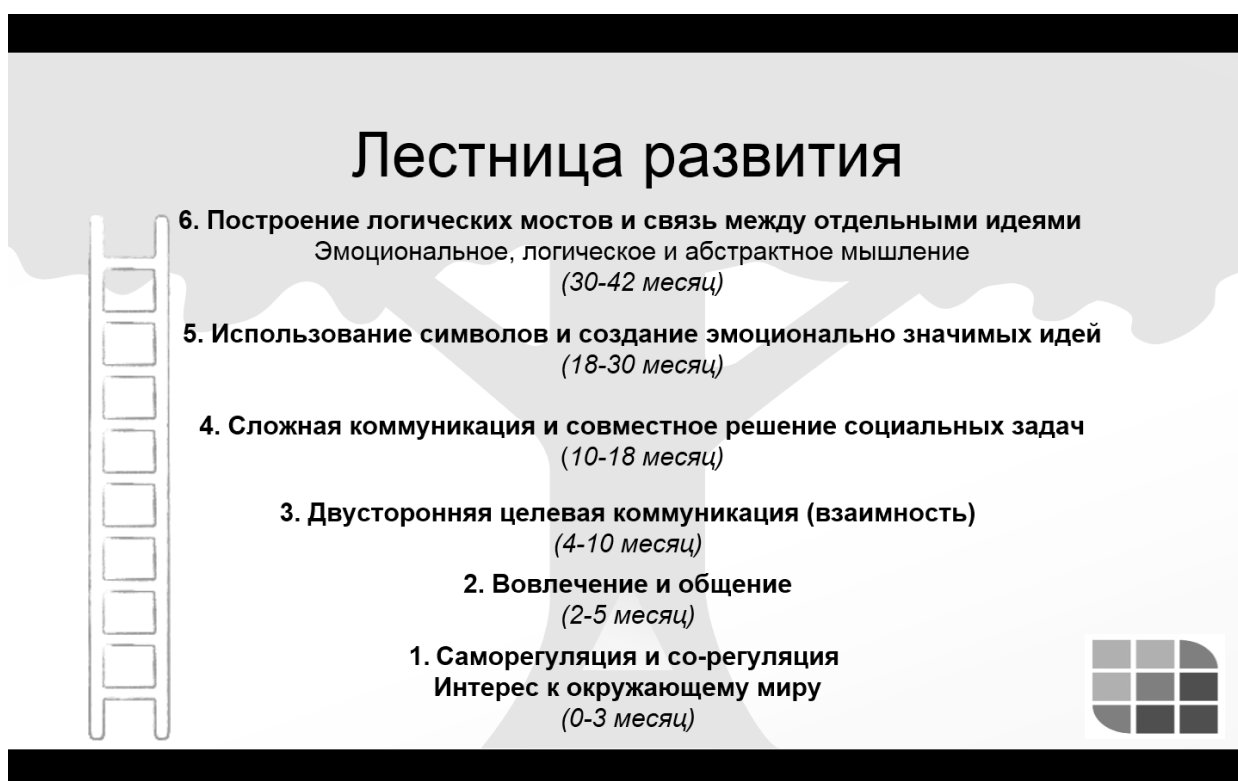 Лестница развития
6. Построение логических мостов и связь между отдельными идеями
Эмоциональное, логическое и абстрактное мышление
(30-42 месяц)
5. Использование символов и создание эмоционально значимых идей
(18-30 месяц)
4. Сложная коммуникация и совместное решение социальных задач
(10-18 месяц)
3. Двусторонняя целевая коммуникация (взаимность)
(4-10 месяц)
2. Вовлечение и общение
(2-5 месяц)
1. Саморегуляция и со-регуляция
Интерес к окружающему миру
(0-3 месяц)